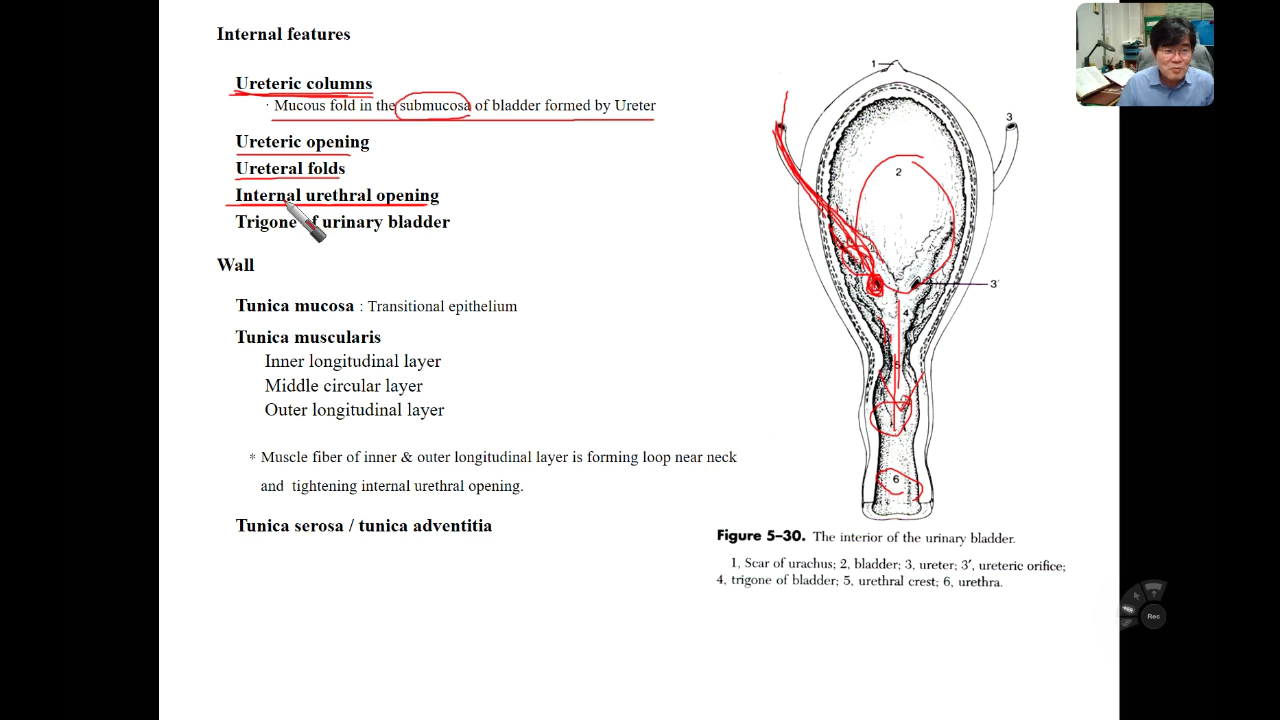 Internal features
Ureteric columns
· Mucous fold in the submucosa of bladder formed by Ureter
Ureteric opening
Ureteral folds
Internal urethral opening
Trigone of urinary bladder
Wall
Tunica mucosa : Transitional epithelium
Tunica muscularis
Inner longitudinal layer
Middle circular layer
Outer longitudinal layer
* Muscle fiber of inner & outer longitudinal layer is forming loop near neck
and tightening internal urethral opening.
Tunica serosa / tunica adventitia
1
3
2
3′
4
5
6
Figure 5–30. The interior of the urinary bladder.
1, Scar of urachus; 2, bladder; 3, ureter; 3′, ureteric orifice;
4, trigone of bladder; 5, urethral crest; 6, urethra.
Rec